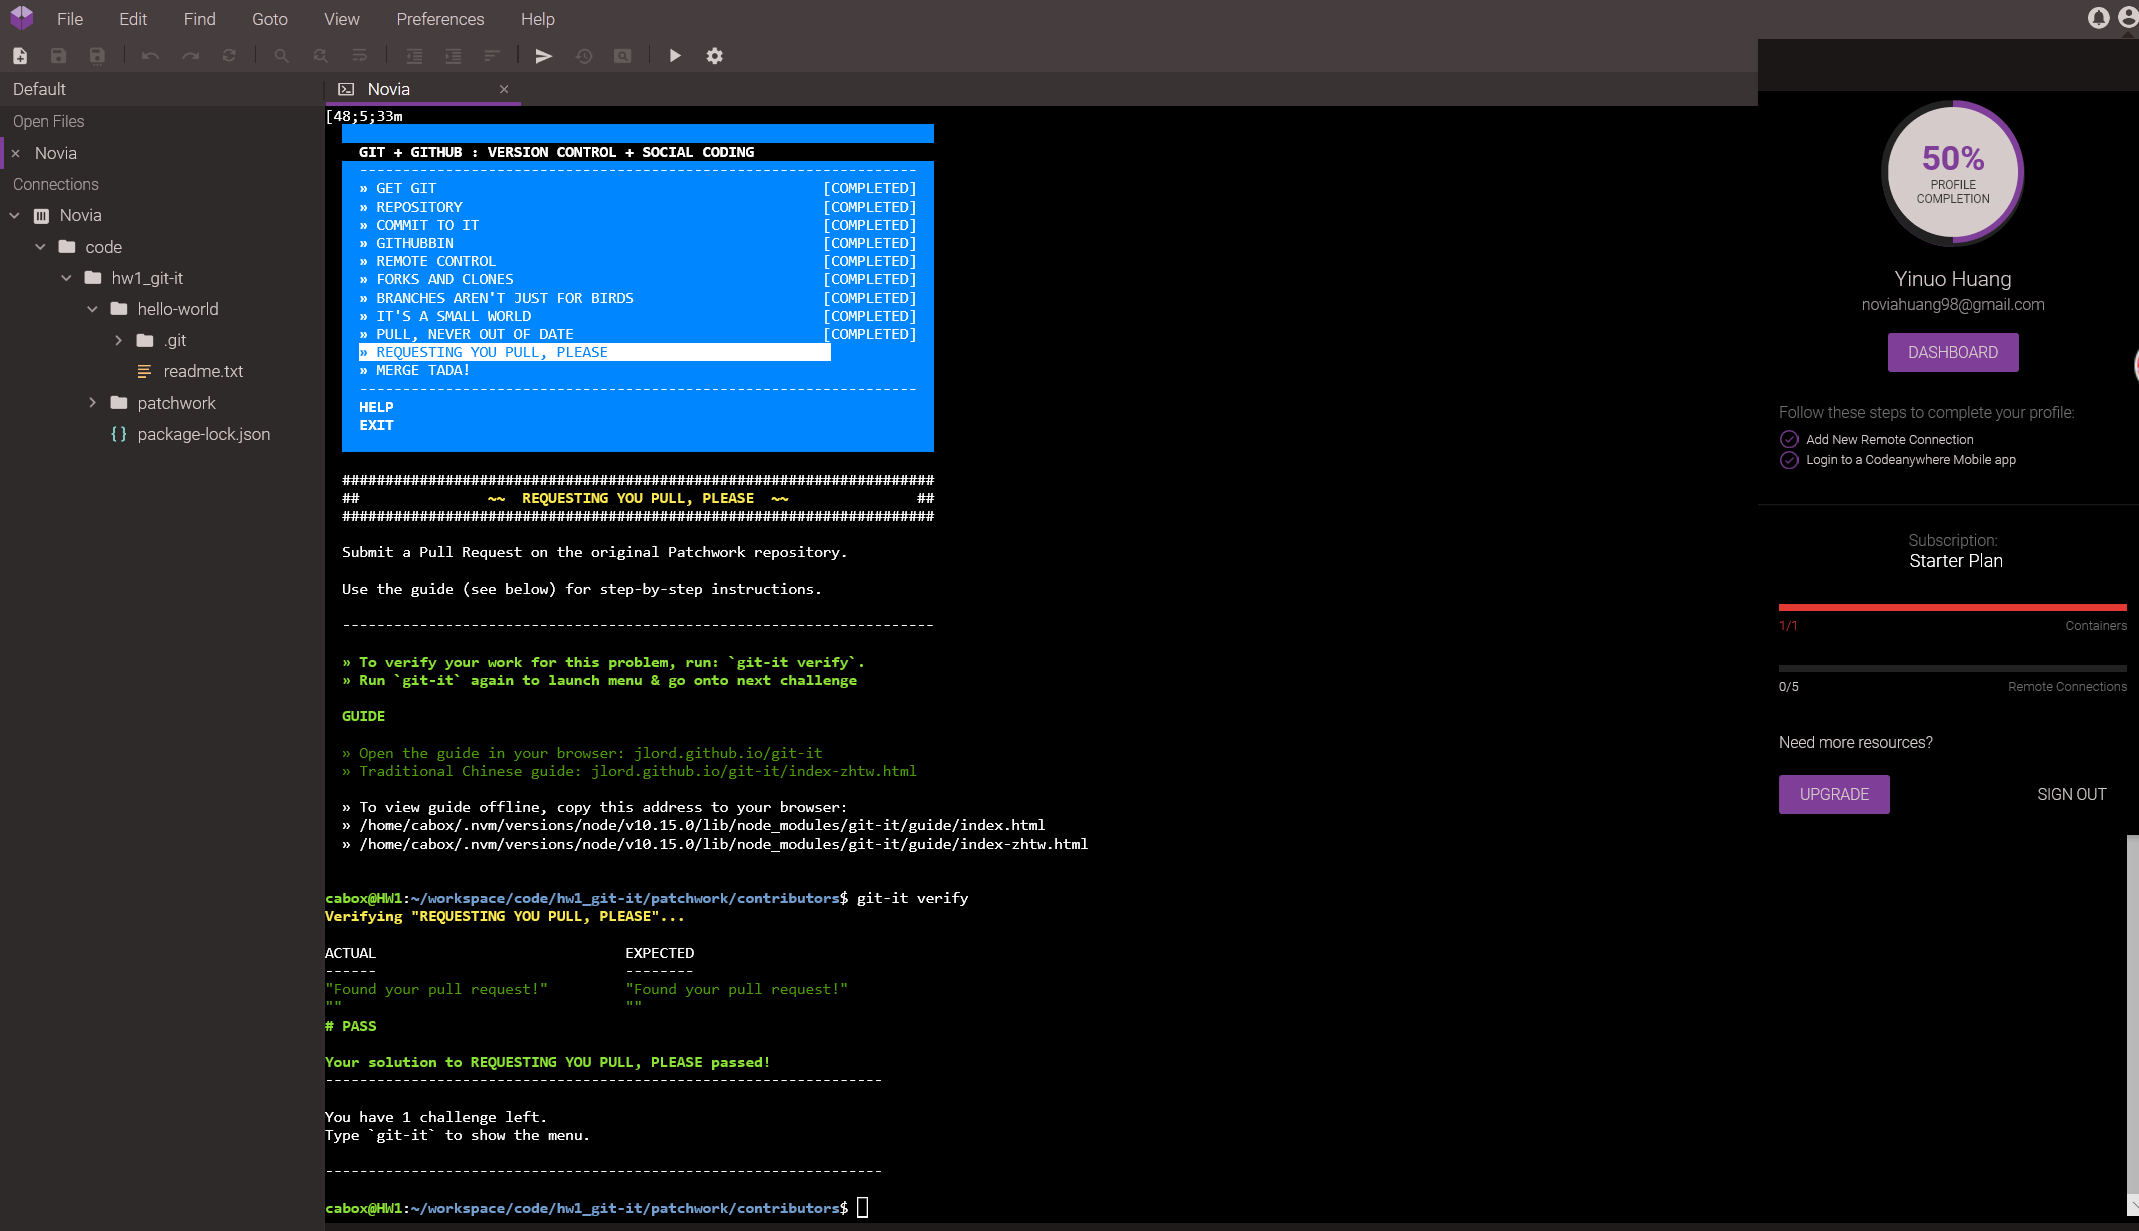 File Edit Find Goto View Preferences Help
Default
Open Files
× Novia
Connections
Novia
code
hw1_git-it
hello-world
.git
readme.txt
patchwork
package-lock.json
Novia ×
[48;5;33m
GIT + GITHUB : VERSION CONTROL + SOCIAL CODING
-----------------------------------------------------------------
» GET GIT [COMPLETED]
» REPOSITORY [COMPLETED]
» COMMIT TO IT [COMPLETED]
» GITHUBBIN [COMPLETED]
» REMOTE CONTROL [COMPLETED]
» FORKS AND CLONES [COMPLETED]
» BRANCHES AREN'T JUST FOR BIRDS [COMPLETED]
» IT'S A SMALL WORLD [COMPLETED]
» PULL, NEVER OUT OF DATE [COMPLETED]
» REQUESTING YOU PULL, PLEASE
» MERGE TADA!
-----------------------------------------------------------------
HELP
EXIT
#####################################################################
## ~~ REQUESTING YOU PULL, PLEASE ~~ ##
#####################################################################
Submit a Pull Request on the original Patchwork repository.
Use the guide (see below) for step-by-step instructions.
---------------------------------------------------------------------
» To verify your work for this problem, run: `git-it verify`.
» Run `git-it` again to launch menu & go onto next challenge
GUIDE
» Open the guide in your browser: jlord.github.io/git-it
» Traditional Chinese guide: jlord.github.io/git-it/index-zhtw.html
» To view guide offline, copy this address to your browser:
» /home/cabox/.nvm/versions/node/v10.15.0/lib/node_modules/git-it/guide/index.html
» /home/cabox/.nvm/versions/node/v10.15.0/lib/node_modules/git-it/guide/index-zhtw.html
cabox@HW1:~/workspace/code/hw1_git-it/patchwork/contributors$ git-it verify
Verifying "REQUESTING YOU PULL, PLEASE"...
ACTUAL EXPECTED
------ --------
"Found your pull request!" "Found your pull request!"
"" ""
# PASS
Your solution to REQUESTING YOU PULL, PLEASE passed!
-----------------------------------------------------------------
You have 1 challenge left.
Type `git-it` to show the menu.
-----------------------------------------------------------------
cabox@HW1:~/workspace/code/hw1_git-it/patchwork/contributors$
50%
PROFILE
COMPLETION
Yinuo Huang
noviahuang98@gmail.com
DASHBOARD
Follow these steps to complete your profile:
Add New Remote Connection
Login to a Codeanywhere Mobile app
Subscription:
Starter Plan
1/1 Containers
0/5 Remote Connections
Need more resources?
UPGRADE SIGN OUT